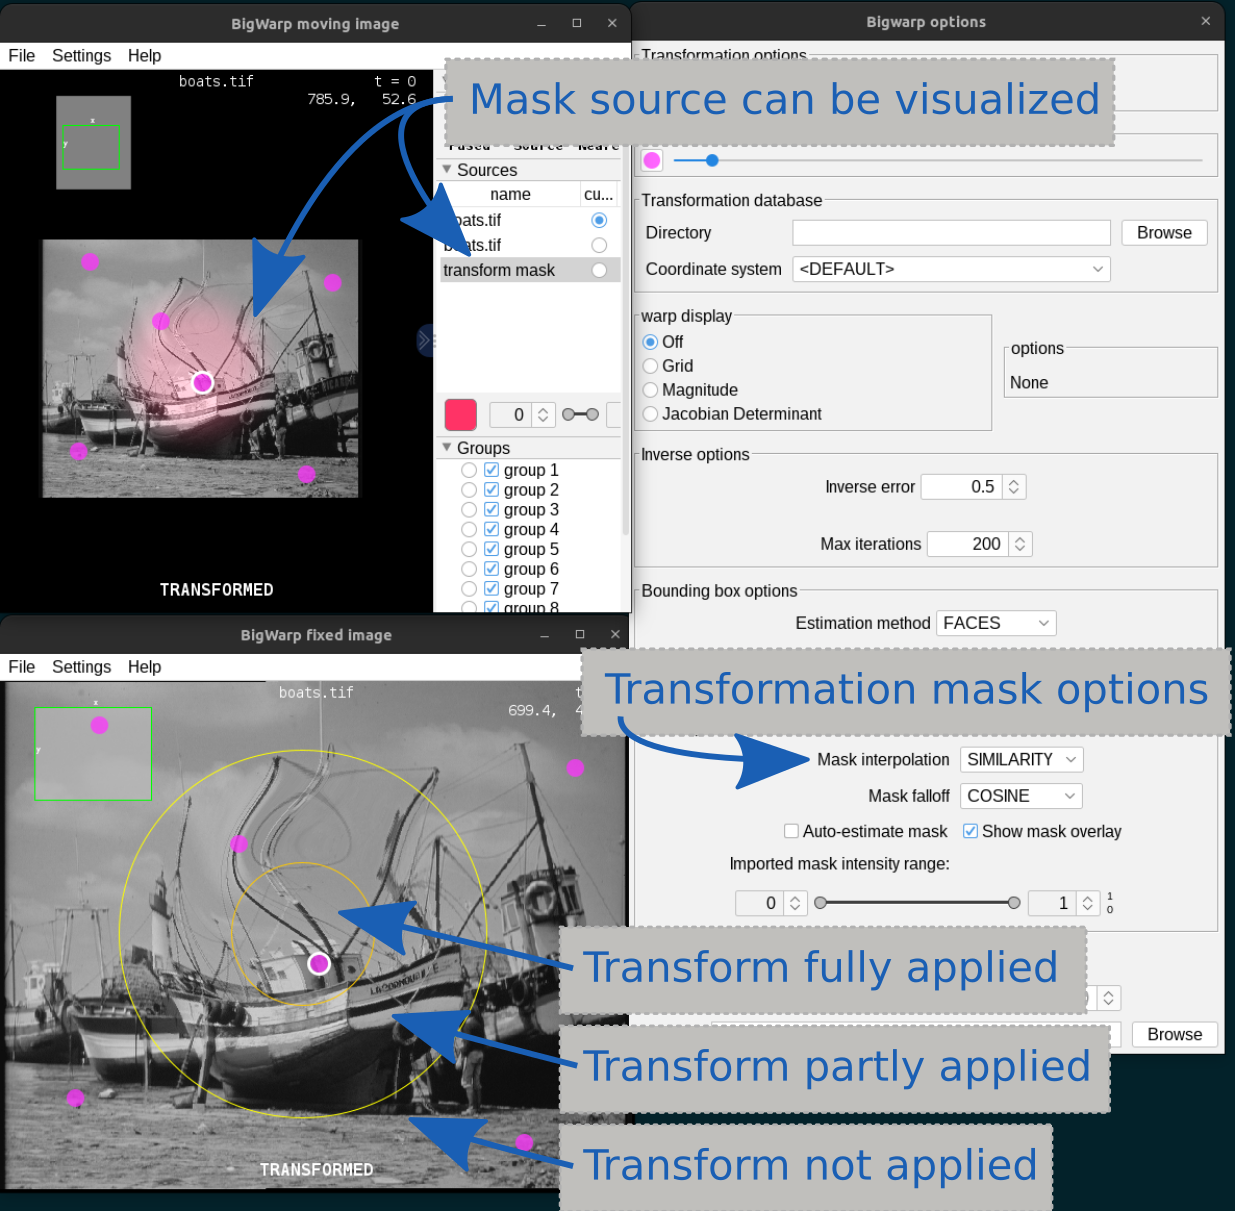 BigWarp moving image
File Settings Help
boats.tif
t = 0
785.9, 52.6
x
y
Mask source can be visualized
Fused Source
Sources
name cu...
boats.tif
boats.tif
transform mask
0
Groups
group 1
group 2
group 3
group 4
group 5
group 6
group 7
group 8
TRANSFORMED
Bigwarp options
Transformation options
Transformation database
Directory
Browse
Coordinate system <DEFAULT>
warp display
Off
Grid
Magnitude
Jacobian Determinant
options
None
Inverse options
Inverse error 0.5
Max iterations 200
Bounding box options
Estimation method FACES
Transformation mask options
Mask interpolation SIMILARITY
Mask falloff COSINE
Auto-estimate mask Show mask overlay
Imported mask intensity range:
0 1
1
0
Browse
BigWarp fixed image
File Settings Help
boats.tif
t
699.4, 4
x
y
Transform fully applied
Transform partly applied
Transform not applied
TRANSFORMED